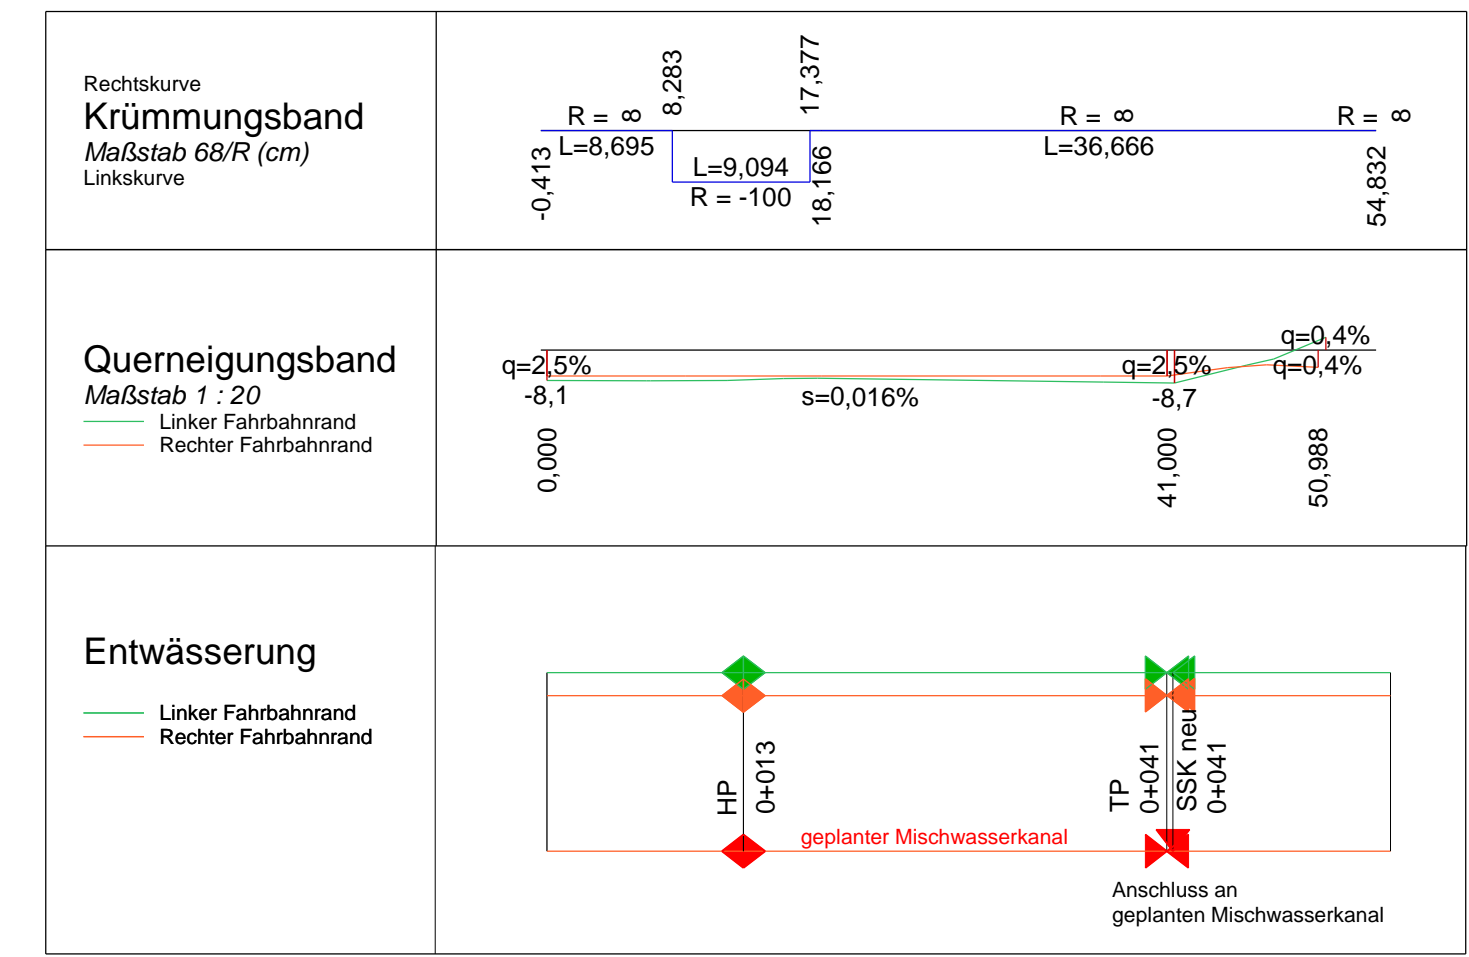 Rechtskurve
Krümmungsband
Maßstab 68/R (cm)
Linkskurve
R = ∞
8,283
17,377
R = ∞
R = ∞
-0,413
L=8,695
L=9,094
R = -100
18,166
L=36,666
54,832
Querneigungsband
Maßstab 1 : 20
Linker Fahrbahnrand
Rechter Fahrbahnrand
q=2,5%
-8,1
s=0,016%
q=2,5%
-8,7
q=0,4%
q=0,4%
0,000
41,000
50,988
Entwässerung
Linker Fahrbahnrand
Rechter Fahrbahnrand
HP
0+013
TP
0+041
SSK neu
0+041
geplanter Mischwasserkanal
Anschluss an
geplanten Mischwasserkanal